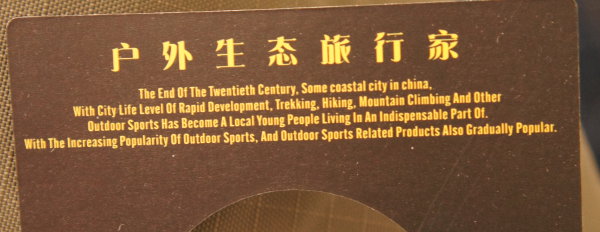 户外生态旅行家
The End Of The Twentieth Century, Some coastal city in china,
With City Life Level Of Rapid Development, Trekking, Hiking, Mountain Climbing And Other
Outdoor Sports Has Become A Local Young People Living In An Indispensable Part Of.
With The Increasing Popularity Of Outdoor Sports, And Outdoor Sports Related Products Also Gradually Popular.